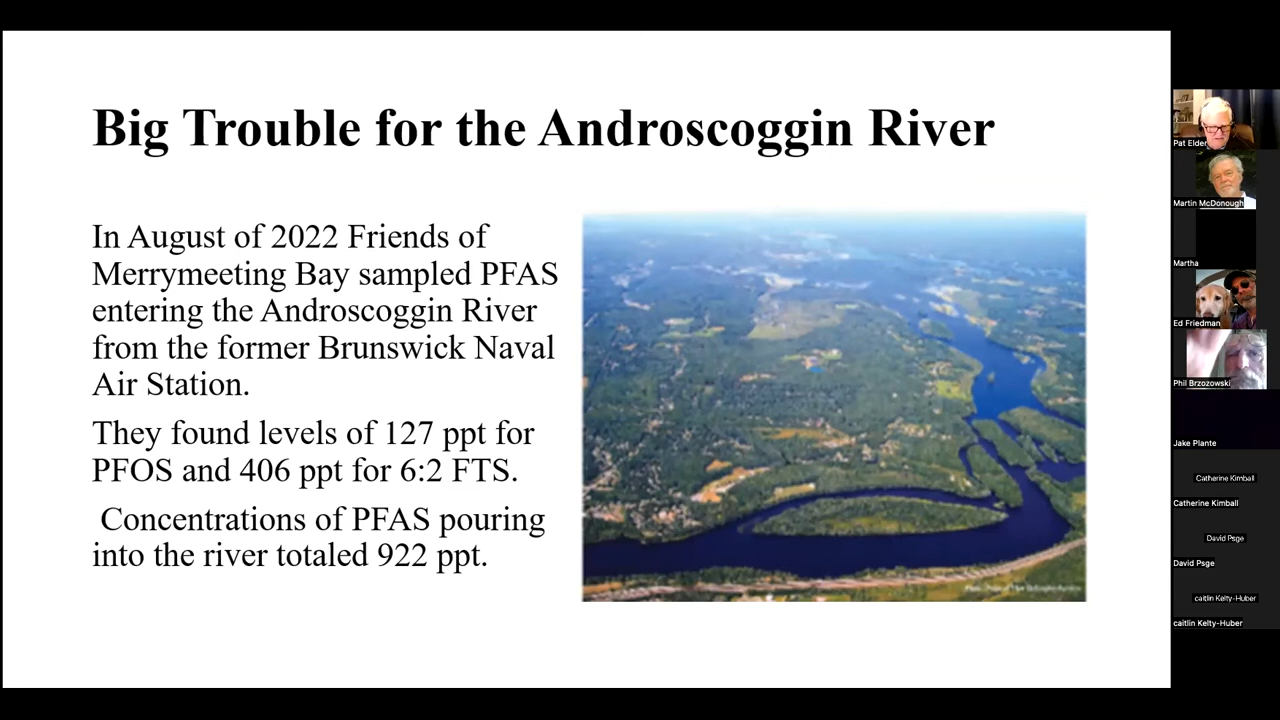 Big Trouble for the Androscoggin River
In August of 2022 Friends of
Merrymeeting Bay sampled PFAS
entering the Androscoggin River
from the former Brunswick Naval
Air Station.
They found levels of 127 ppt for
PFOS and 406 ppt for 6:2 FTS.
Concentrations of PFAS pouring
into the river totaled 922 ppt.
Pat Elder
Martin McDonough
Martha
Ed Friedman
Phil Brzozowski
Jake Plante
Catherine Kimball
Catherine Kimball
David Psge
David Psge
caitlin Kelty-Huber
caitlin Kelty-Huber